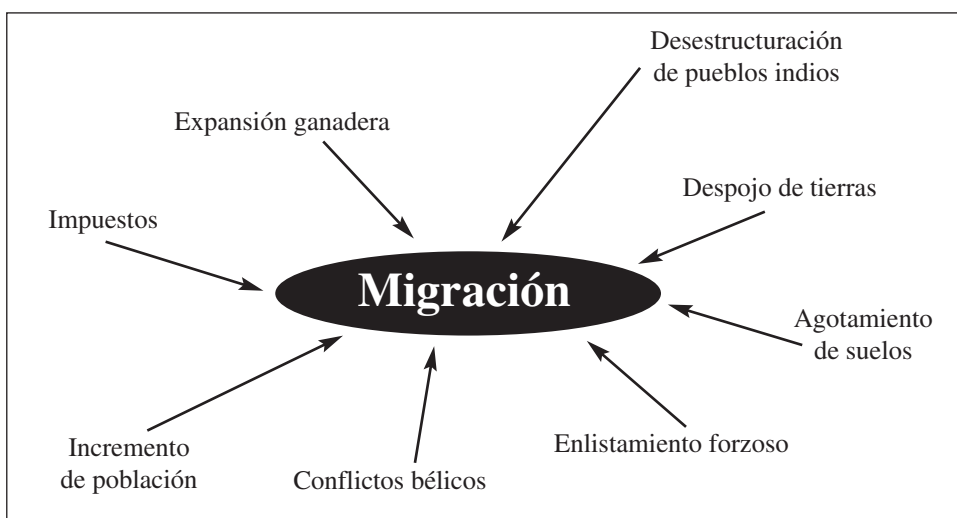 Desestructuración
de pueblos indios
Expansión ganadera
Despojo de tierras
Impuestos
Migración
Agotamiento
de suelos
Enlistamiento forzoso
Incremento
de población
Conflictos bélicos